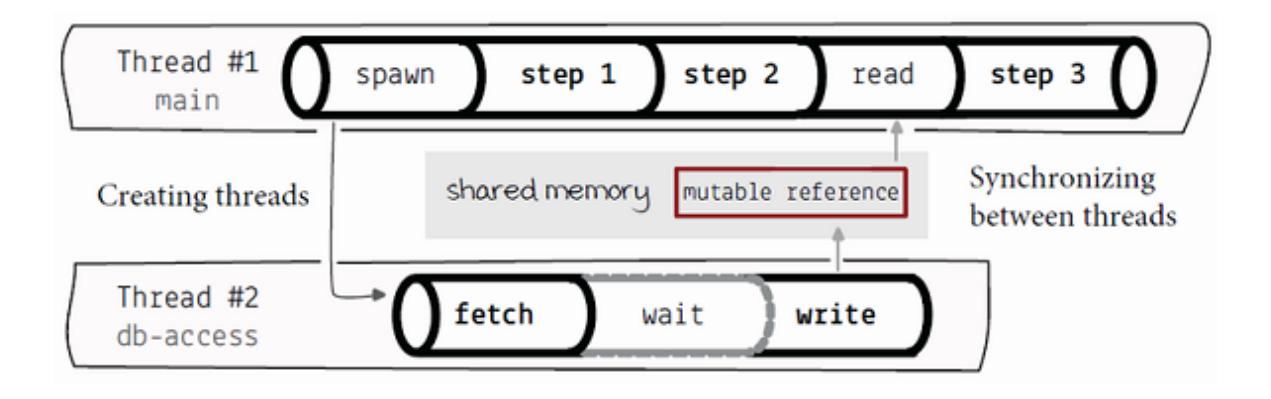 Thread #1
main
spawn
step 1
step 2
read
step 3
Creating threads
shared memory
mutable reference
Synchronizing
between threads
Thread #2
db-access
fetch
wait
write